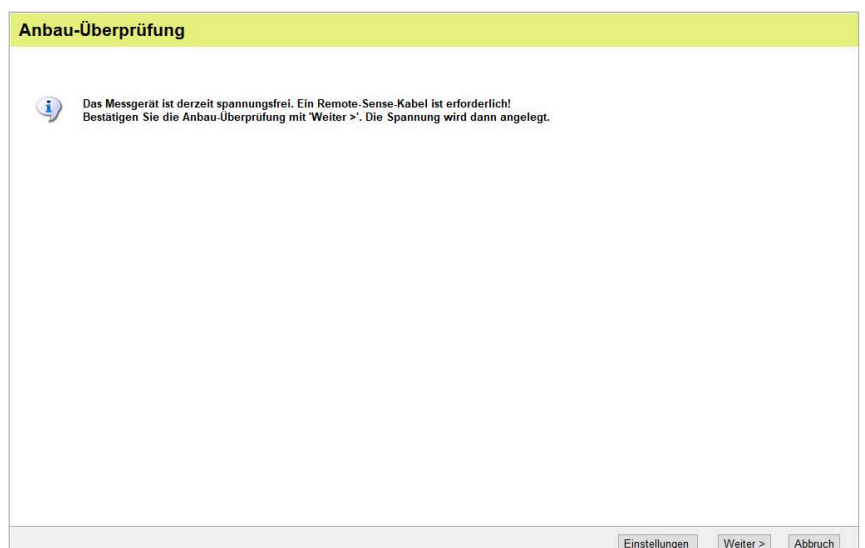 Anbau-Überprüfung
Das Messgerät ist derzeit spannungsfrei. Ein Remote-Sense-Kabel ist erforderlich!
Bestätigen Sie die Anbau-Überprüfung mit 'Weiter >'. Die Spannung wird dann angelegt.
Einstellungen Weiter > Abbruch